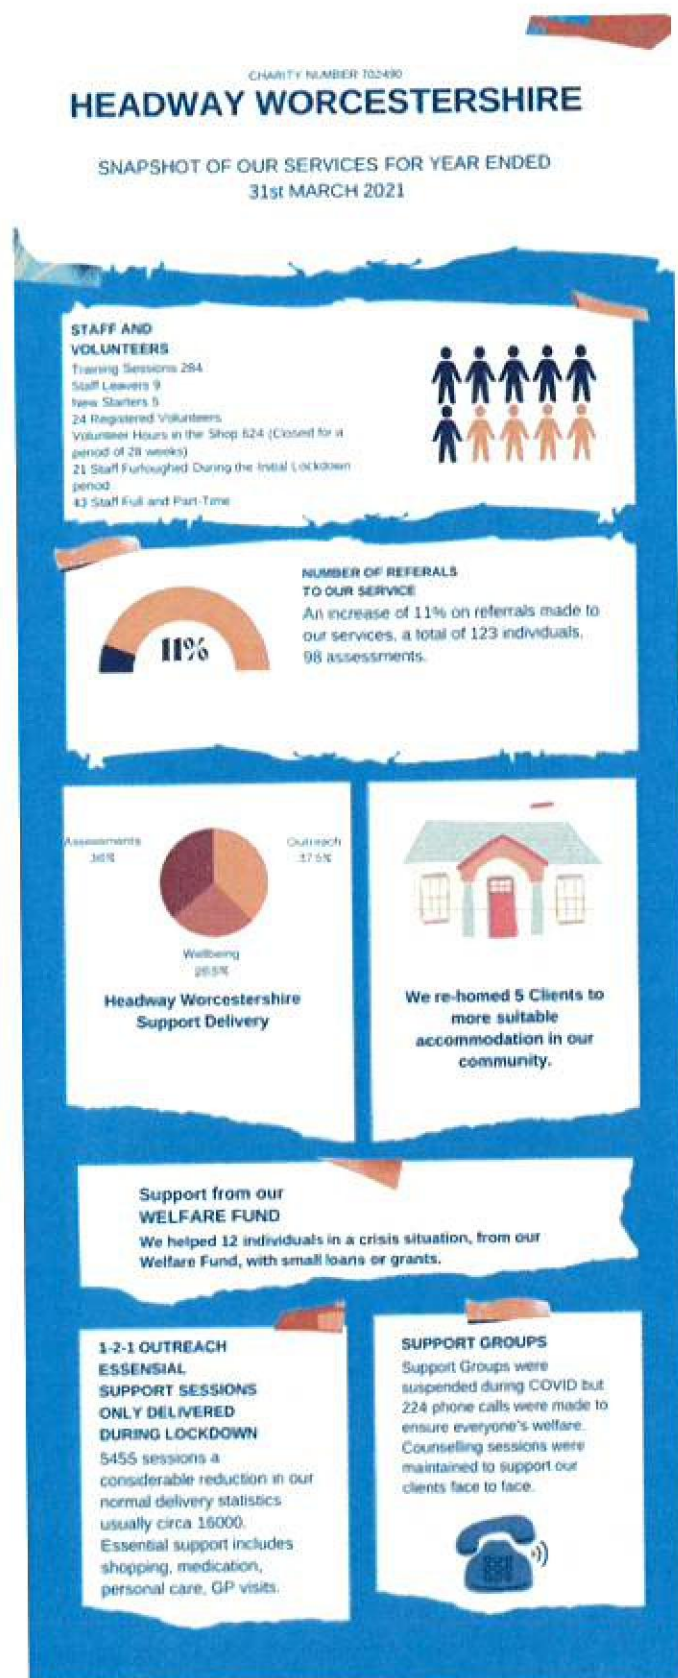 CHARITY NUMBER 702490
HEADWAY WORCESTERSHIRE
SNAPSHOT OF OUR SERVICES FOR YEAR ENDED
31st MARCH 2021
STAFF AND
VOLUNTEERS
Training Sessions 284
Staff Leavers 9
New Starters 5
24 Registered Volunteers
Volunteer Hours in the Shop 624 (Closed for a
period of 28 weeks)
21 Staff Furloughed During the Initial Lockdown
period
43 Staff Full and Part-Time
11%
NUMBER OF REFERALS
TO OUR SERVICE
An increase of 11% on referrals made to
our services, a total of 123 individuals.
98 assessments.
Assessments
36%
Outreach
37.5%
Wellbeing
26.5%
Headway Worcestershire
Support Delivery
We re-homed 5 Clients to
more suitable
accommodation in our
community.
Support from our
WELFARE FUND
We helped 12 individuals in a crisis situation, from our
Welfare Fund, with small loans or grants.
1-2-1 OUTREACH
ESSENSIAL
SUPPORT SESSIONS
ONLY DELIVERED
DURING LOCKDOWN
5455 sessions a
considerable reduction in our
normal delivery statistics
usually circa 16000.
Essential support includes
shopping, medication,
personal care, GP visits.
SUPPORT GROUPS
Support Groups were
suspended during COVID but
224 phone calls were made to
ensure everyone's welfare.
Counselling sessions were
maintained to support our
clients face to face.